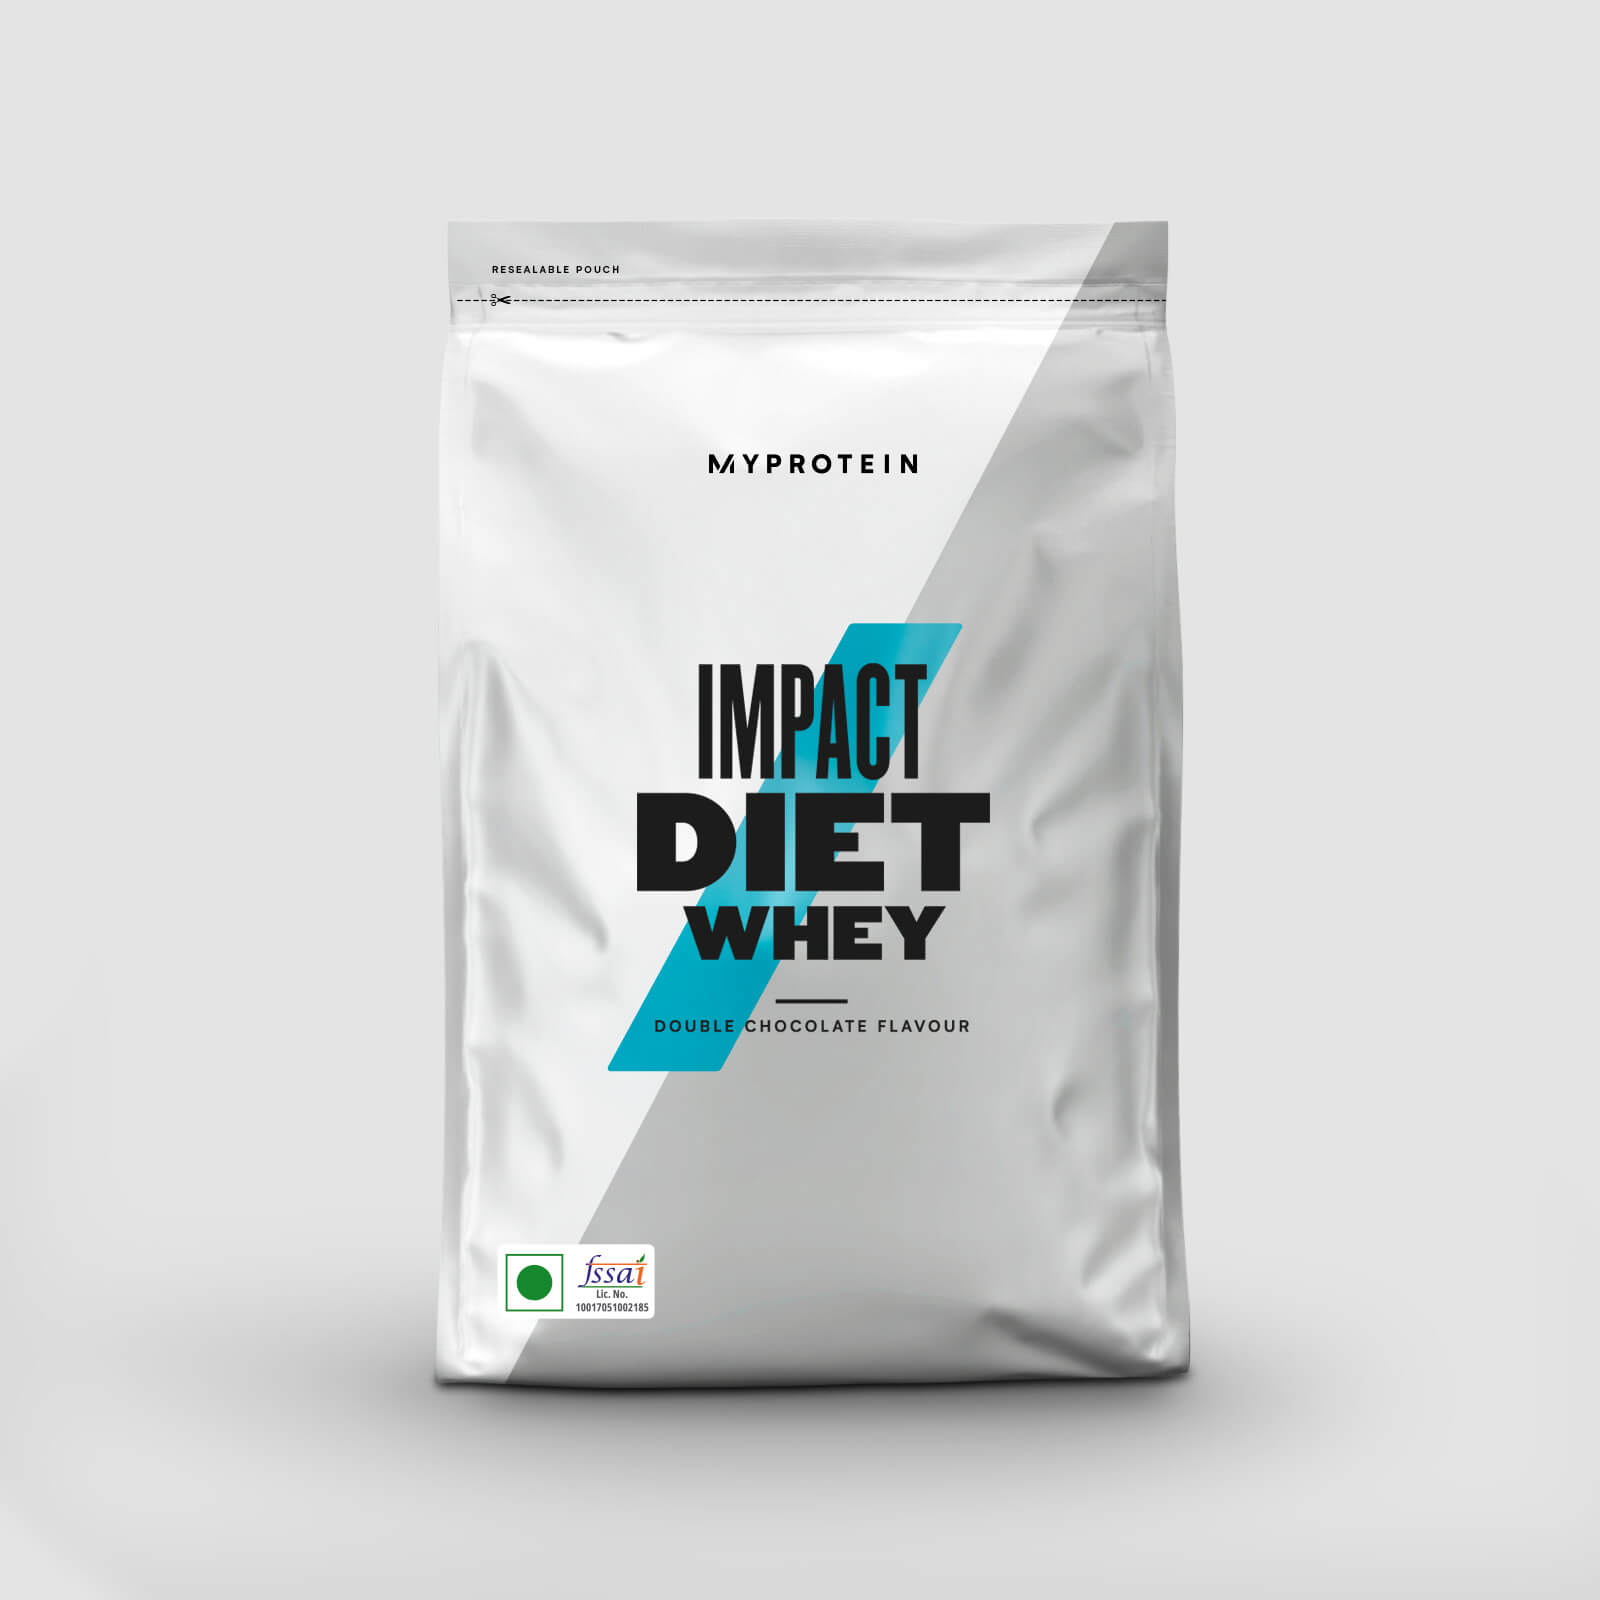 RESEALABLE POUCH
MYPROTEIN
IMPACT
DIET
WHEY
DOUBLE CHOCOLATE FLAVOUR
fssai
Lic. No.
10017051002185